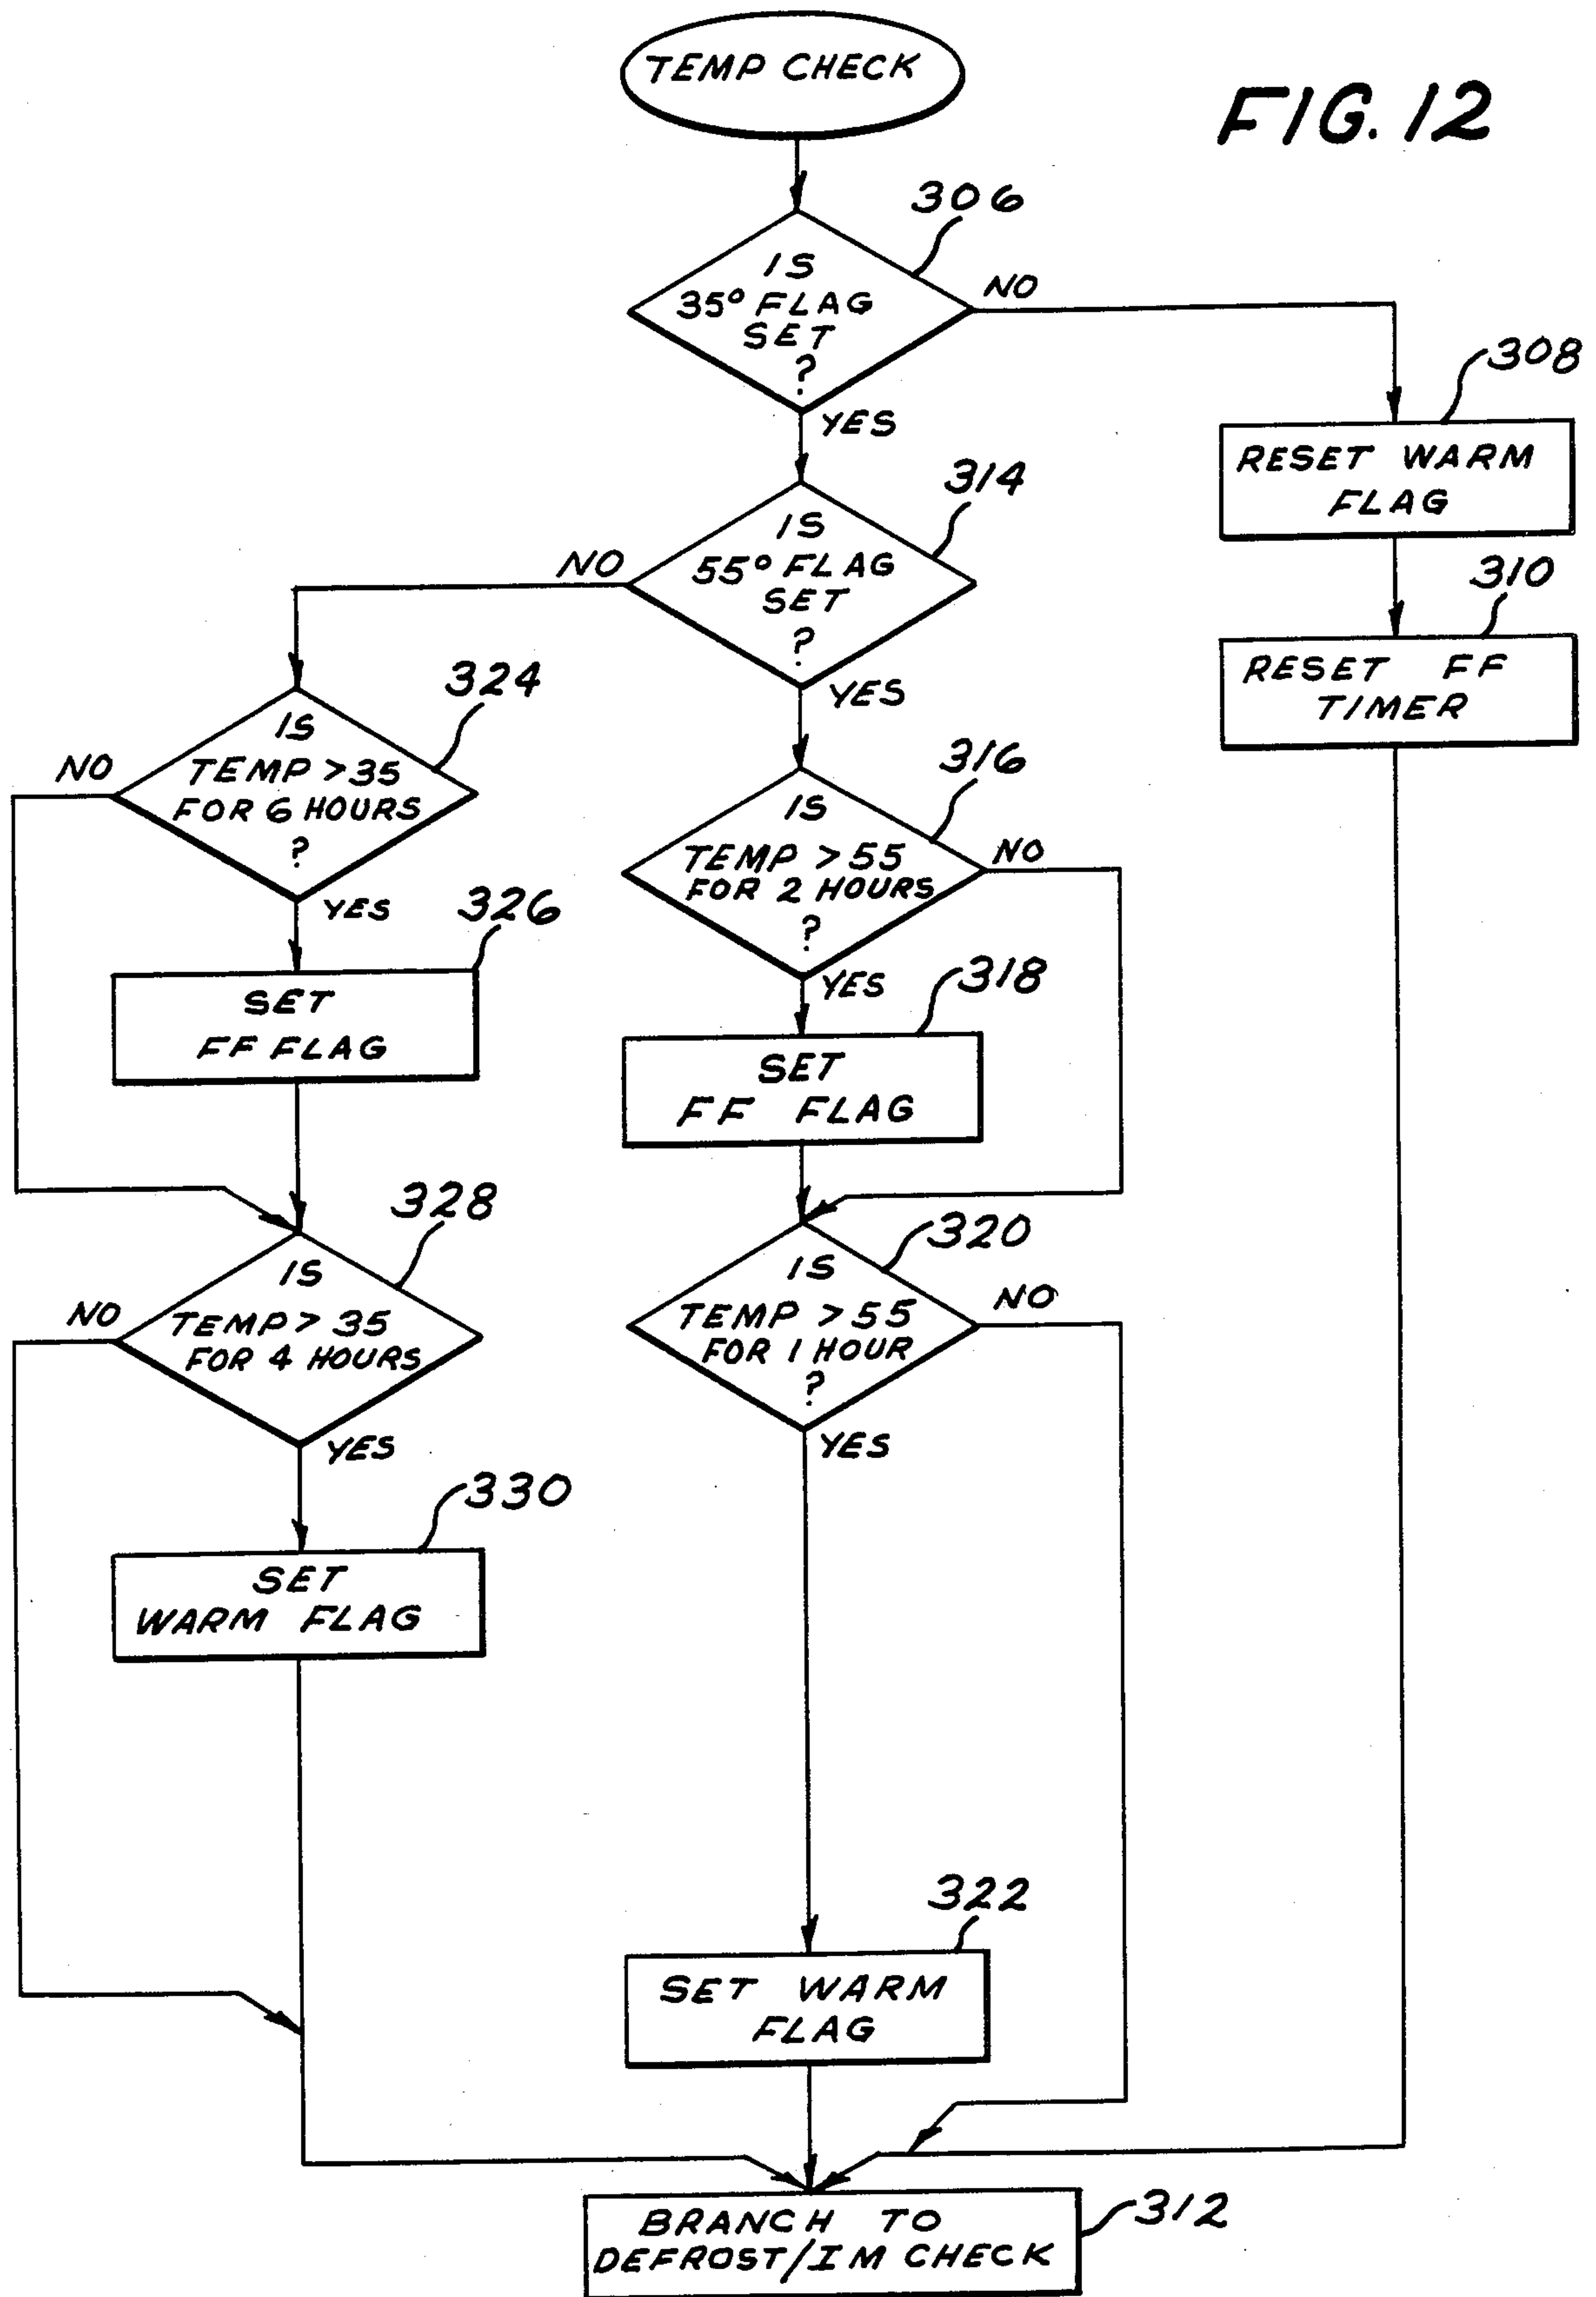 TEMP CHECK
FIG. 12
306
IS
35° FLAG
SET
?
NO
YES
308
RESET WARM
FLAG
310
RESET FF
TIMER
314
IS
55° FLAG
SET
?
NO
YES
324
IS
TEMP > 35
FOR 6 HOURS
?
NO
YES
316
IS
TEMP > 55
FOR 2 HOURS
?
NO
YES
326
SET
FF FLAG
318
SET
FF FLAG
328
IS
TEMP > 35
FOR 4 HOURS
NO
YES
320
IS
TEMP > 55
FOR 1 HOUR
?
NO
YES
330
SET
WARM FLAG
322
SET WARM
FLAG
312
BRANCH TO
DEFROST/IM CHECK